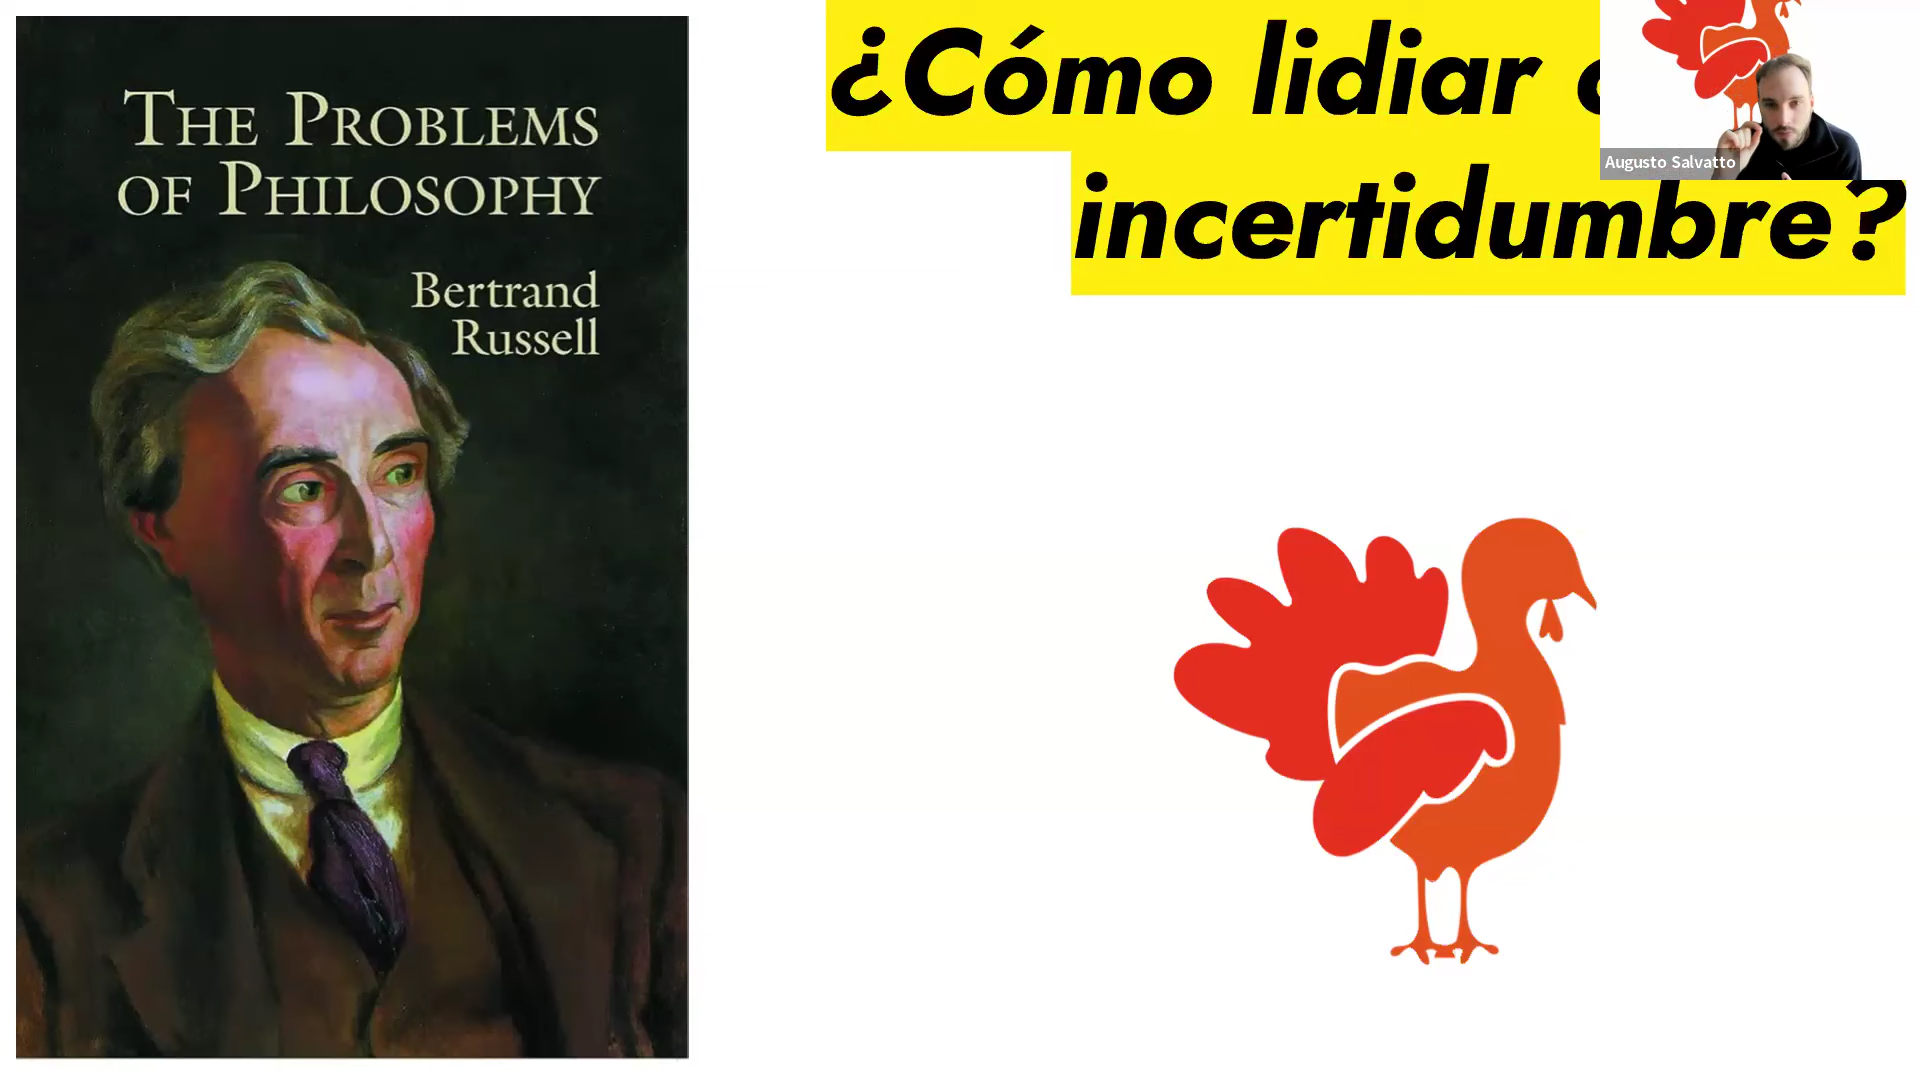 THE PROBLEMS
OF PHILOSOPHY
Bertrand
Russell
¿Cómo lidiar
incertidumbre?
Augusto Salvatto